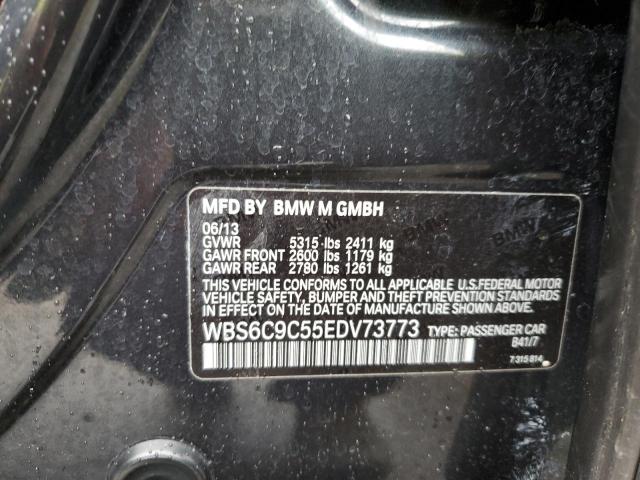 MFD BY BMW M GMBH
06/13
GVWR 5315 lbs 2411 kg
GAWR FRONT 2600 lbs 1179 kg
GAWR REAR 2780 lbs 1261 kg
THIS VEHICLE CONFORMS TO ALL APPLICABLE U.S.FEDERAL MOTOR
VEHICLE SAFETY, BUMPER AND THEFT PREVENTION STANDARDS
IN EFFECT ON THE DATE OF MANUFACTURE SHOWN ABOVE.
WBS6C9C55EDV73773 TYPE: PASSENGER CAR
B41/7
7 315 814
BMW